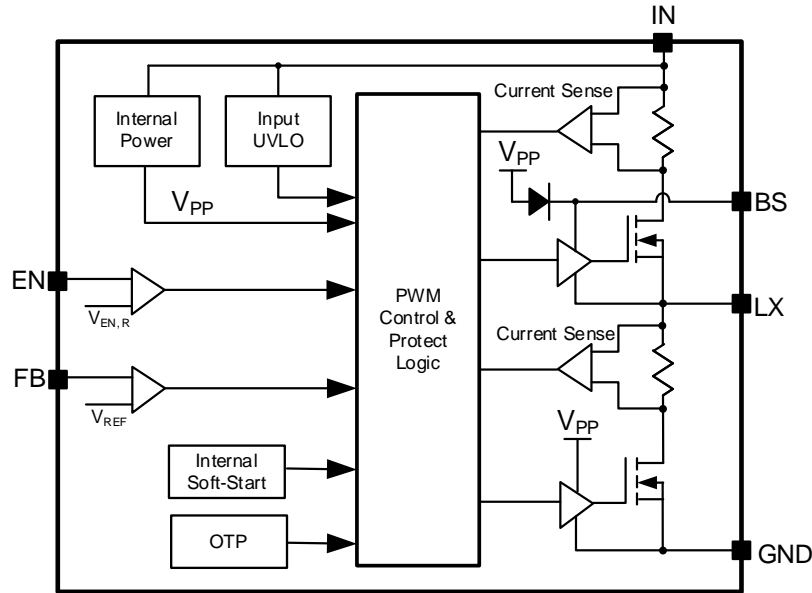 IN
Internal
Power
Input
UVLO
Current Sense
VPP
VPP
BS
EN
VEN, R
PWM
Control &
Protect
Logic
LX
Current Sense
FB
VREF
VPP
Internal
Soft-Start
OTP
GND